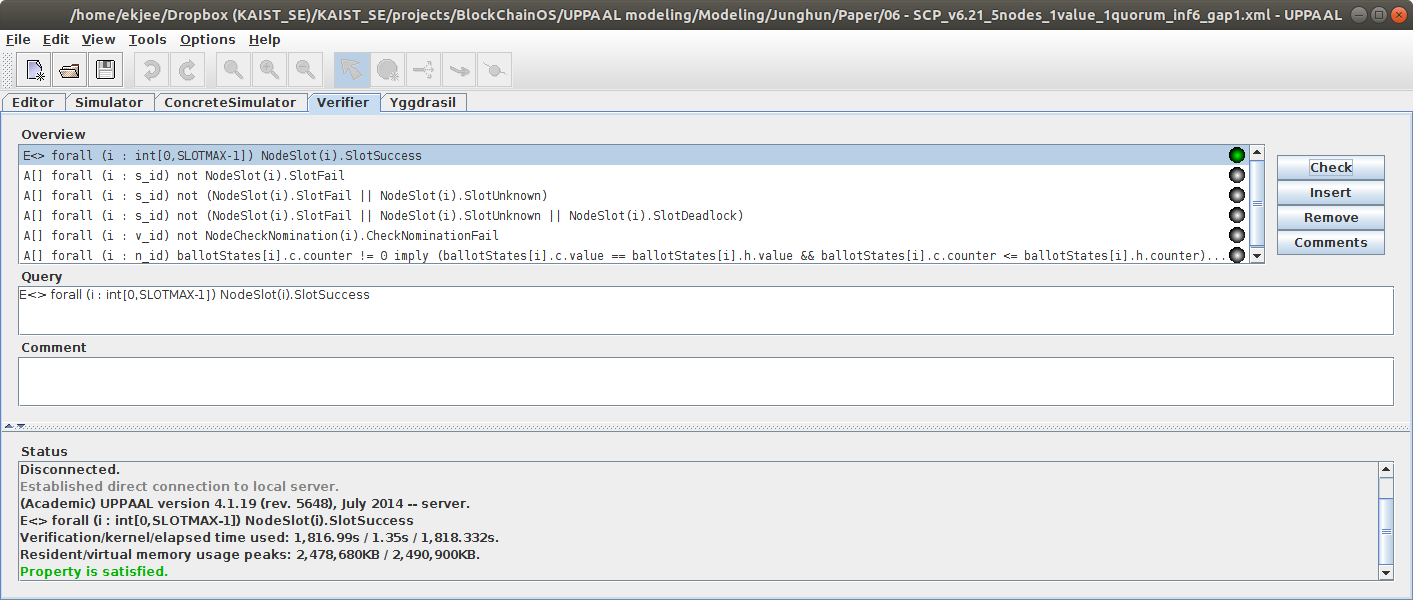 /home/ekjee/Dropbox (KAIST_SE)/KAIST_SE/projects/BlockChainOS/UPPAAL modeling/Modeling/Junghun/Paper/06 - SCP_v6.21_5nodes_1value_1quorum_inf6_gap1.xml - UPPAAL
File Edit View Tools Options Help
Editor Simulator ConcreteSimulator Verifier Yggdrasil
Overview
E<> forall (i : int[0,SLOTMAX-1]) NodeSlot(i).SlotSuccess
A[] forall (i : s_id) not NodeSlot(i).SlotFail
A[] forall (i : s_id) not (NodeSlot(i).SlotFail || NodeSlot(i).SlotUnknown)
A[] forall (i : s_id) not (NodeSlot(i).SlotFail || NodeSlot(i).SlotUnknown || NodeSlot(i).SlotDeadlock)
A[] forall (i : v_id) not NodeCheckNomination(i).CheckNominationFail
A[] forall (i : n_id) ballotStates[i].c.counter != 0 imply (ballotStates[i].c.value == ballotStates[i].h.value && ballotStates[i].c.counter <= ballotStates[i].h.counter)...
Check
Insert
Remove
Comments
Query
E<> forall (i : int[0,SLOTMAX-1]) NodeSlot(i).SlotSuccess
Comment
Status
Disconnected.
Established direct connection to local server.
(Academic) UPPAAL version 4.1.19 (rev. 5648), July 2014 -- server.
E<> forall (i : int[0,SLOTMAX-1]) NodeSlot(i).SlotSuccess
Verification/kernel/elapsed time used: 1,816.99s / 1.35s / 1,818.332s.
Resident/virtual memory usage peaks: 2,478,680KB / 2,490,900KB.
Property is satisfied.